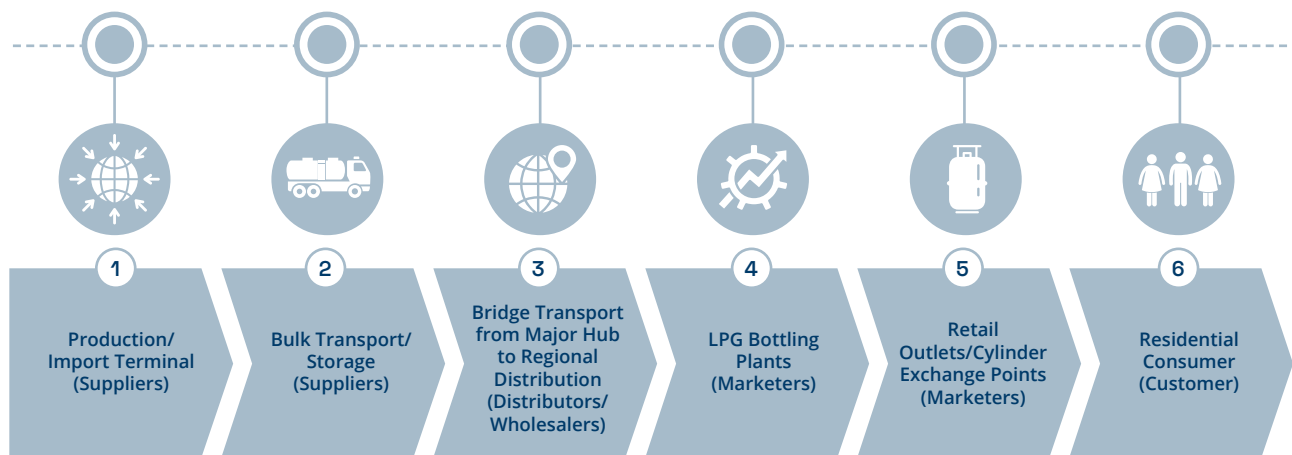 1
Production/
Import Terminal
(Suppliers)
2
Bulk Transport/
Storage
(Suppliers)
3
Bridge Transport
from Major Hub
to Regional
Distribution
(Distributors/
Wholesalers)
4
LPG Bottling
Plants
(Marketers)
5
Retail
Outlets/Cylinder
Exchange Points
(Marketers)
6
Residential
Consumer
(Customer)